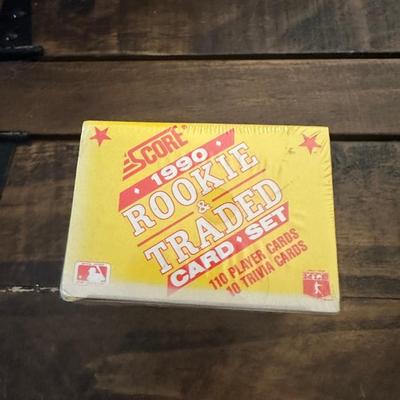 SCORE
1990
ROOKIE
&
TRADED
CARD • SET
110 PLAYER CARDS
10 TRIVIA CARDS